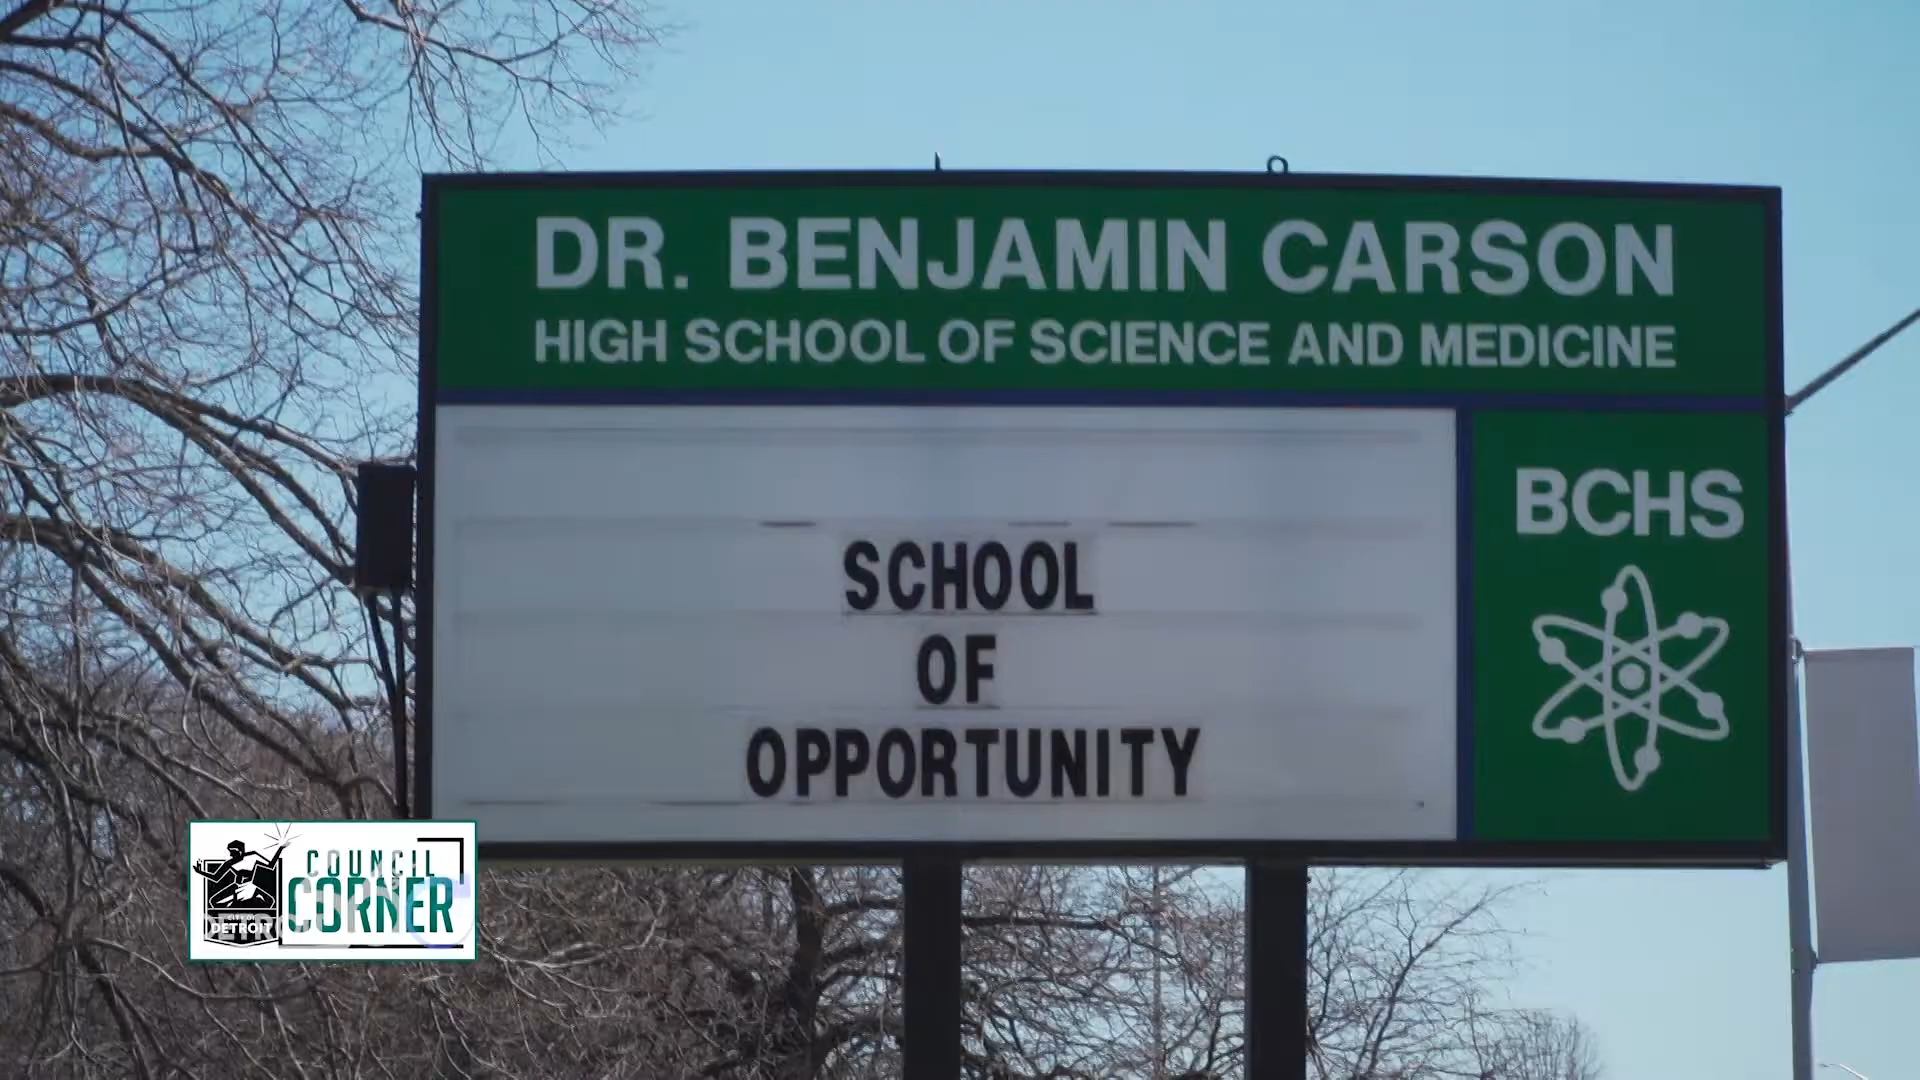 DR. BENJAMIN CARSON
HIGH SCHOOL OF SCIENCE AND MEDICINE
BCHS
SCHOOL
OF
OPPORTUNITY
COUNCIL
CORNER
DETROIT